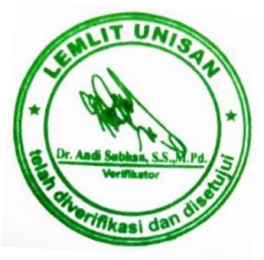 LEMLIT UNISAN
Dr. Andi Subhan, S.S., M.Pd.
Verifikator
telah diverifikasi dan disetujui